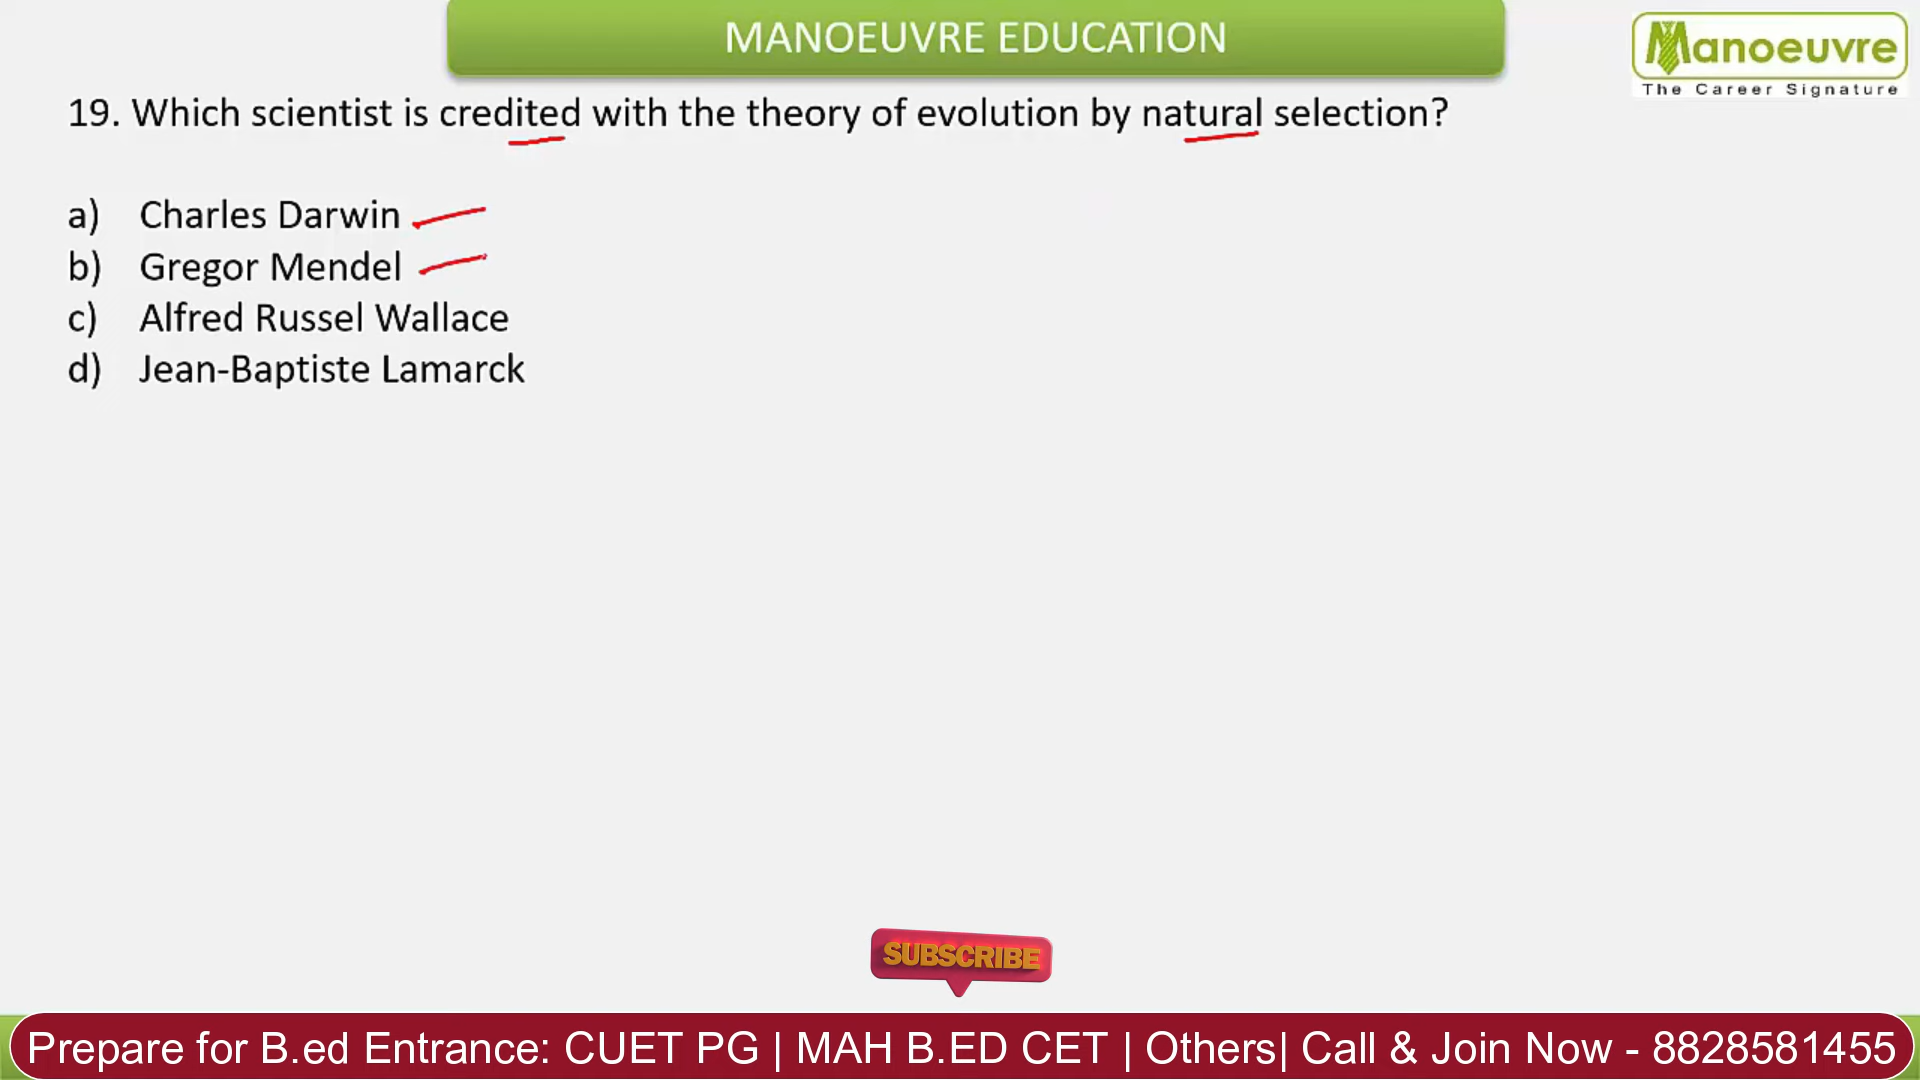 MANOEUVRE EDUCATION
Manoeuvre
The Career Signature
19. Which scientist is credited with the theory of evolution by natural selection?
a) Charles Darwin
b) Gregor Mendel
c) Alfred Russel Wallace
d) Jean-Baptiste Lamarck
SUBSCRIBE
Prepare for B.ed Entrance: CUET PG | MAH B.ED CET | Others| Call & Join Now - 8828581455